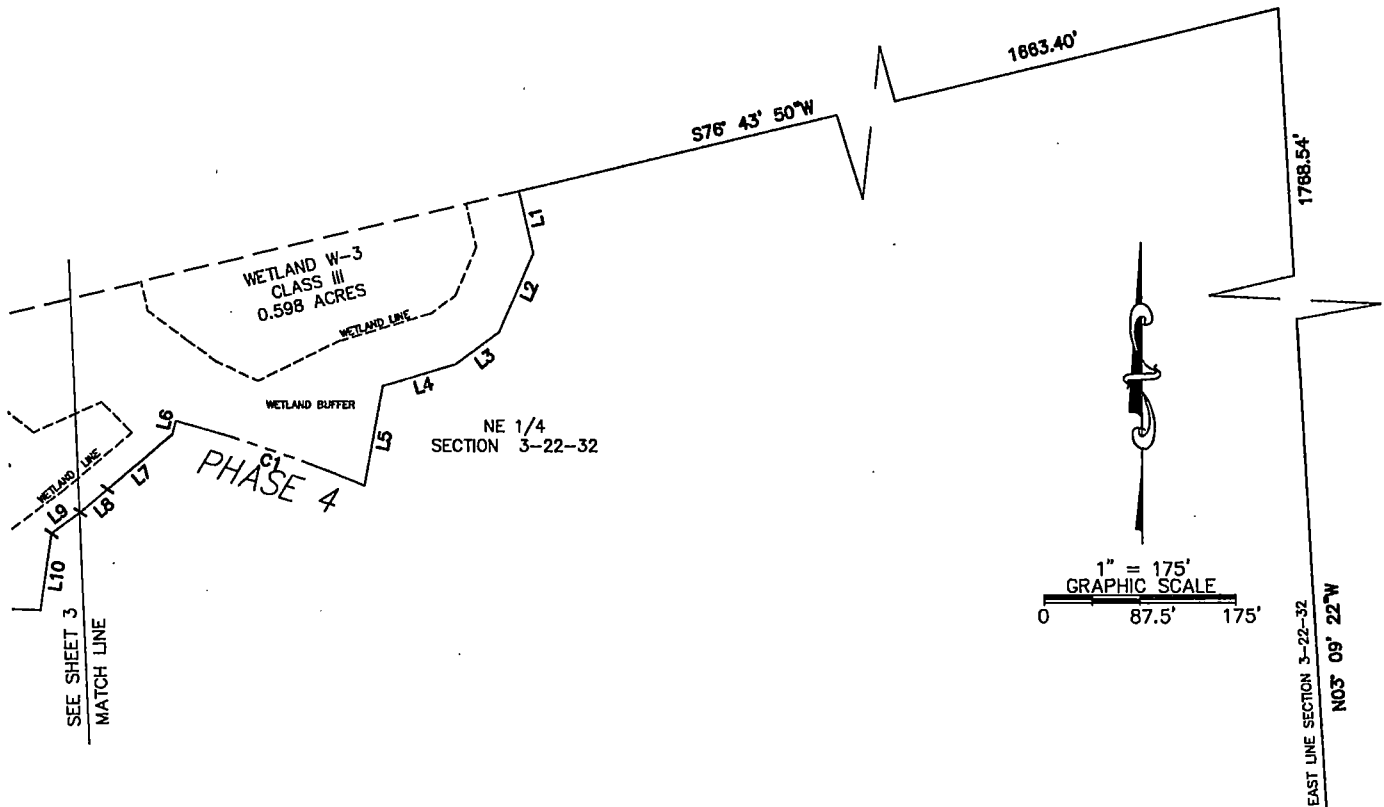 1663.40'
S76° 43' 50"W
1768.54'
L1
WETLAND W-3
CLASS III
0.598 ACRES
L2
WETLAND LINE
L3
L4
WETLAND BUFFER
L6
NE 1/4
SECTION 3-22-32
L5
C1
PHASE 4
WETLAND LINE
L7
L8
L9
L10
1" = 175'
GRAPHIC SCALE
0 87.5' 175'
SEE SHEET 3
MATCH LINE
EAST LINE SECTION 3-22-32
N03° 09' 22"W